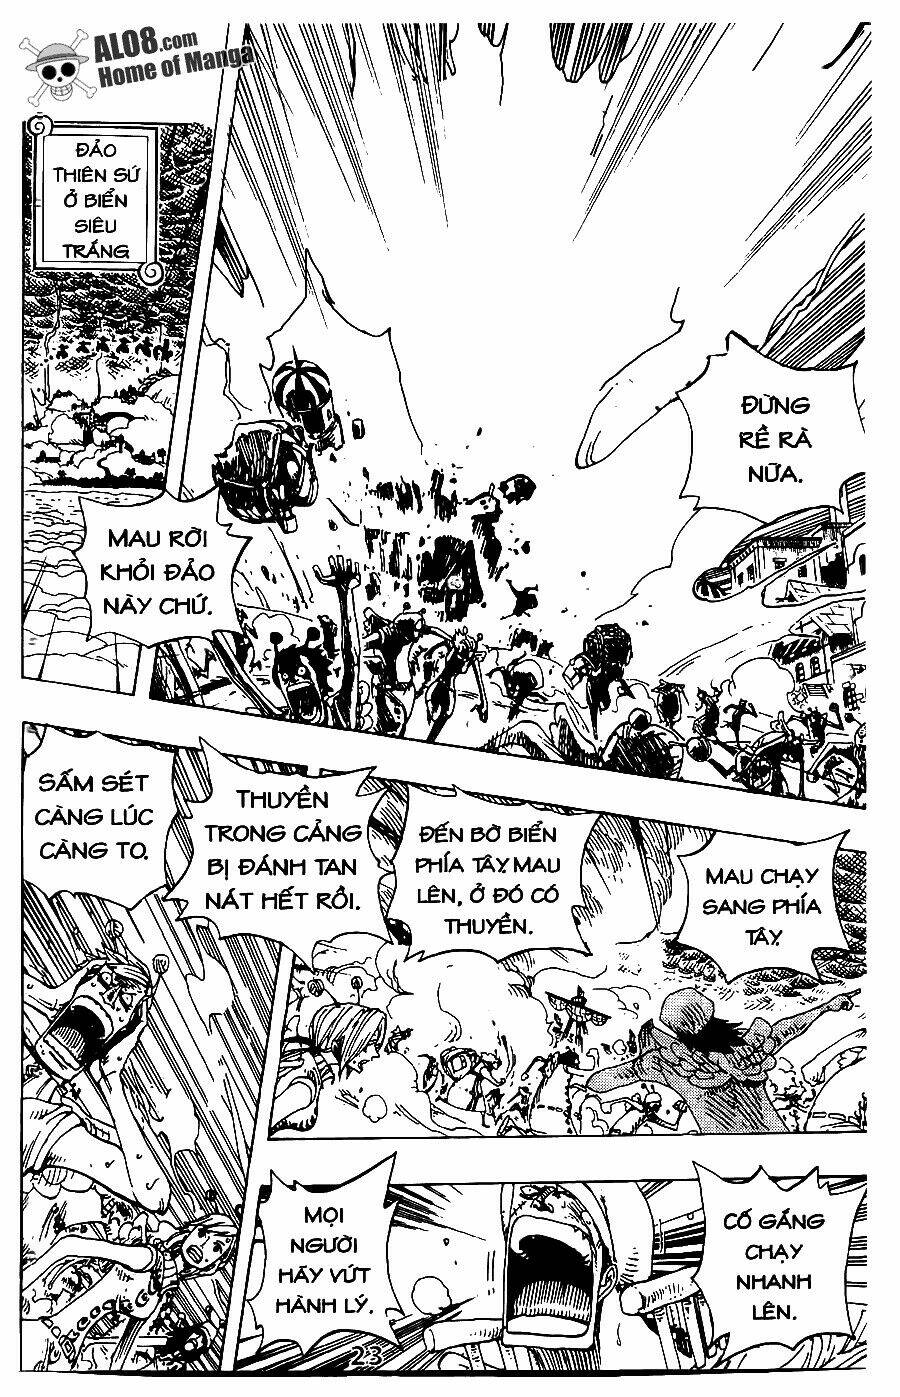 AL08.com
Home of Manga
ĐẢO
THIÊN SỨ
Ở BIỂN
SIÊU
TRẮNG
ĐỪNG
RỀ RÀ
NỮA.
MAU RỜI
KHỎI ĐẢO
NÀY CHỨ.
MAU CHẠY
SANG PHÍA
TÂY.
ĐẾN BỜ BIỂN
PHÍA TÂY MAU
LÊN, Ở ĐÓ CÓ
THUYỀN.
THUYỀN
TRONG CẢNG
BỊ ĐÁNH TAN
NÁT HẾT RỒI.
SẤM SÉT
CÀNG LÚC
CÀNG TO.
CỐ GẮNG
CHẠY
NHANH
LÊN.
MỌI
NGƯỜI
HÃY VỨT
HÀNH LÝ.
23